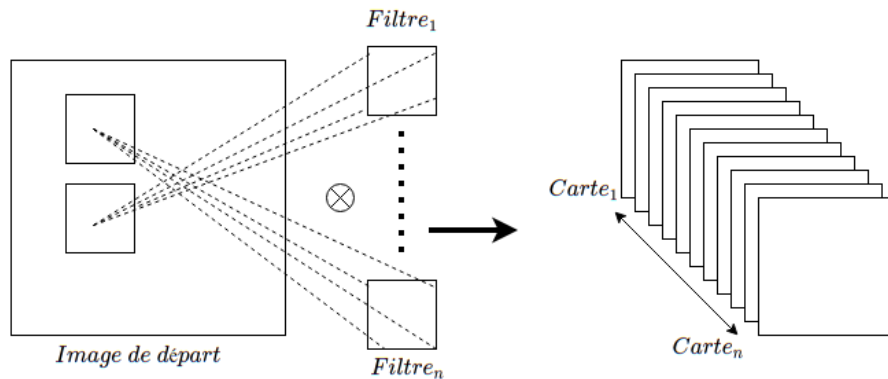 Filtre₁
Carte₁
Carteₙ
Image de départ
Filtreₙ